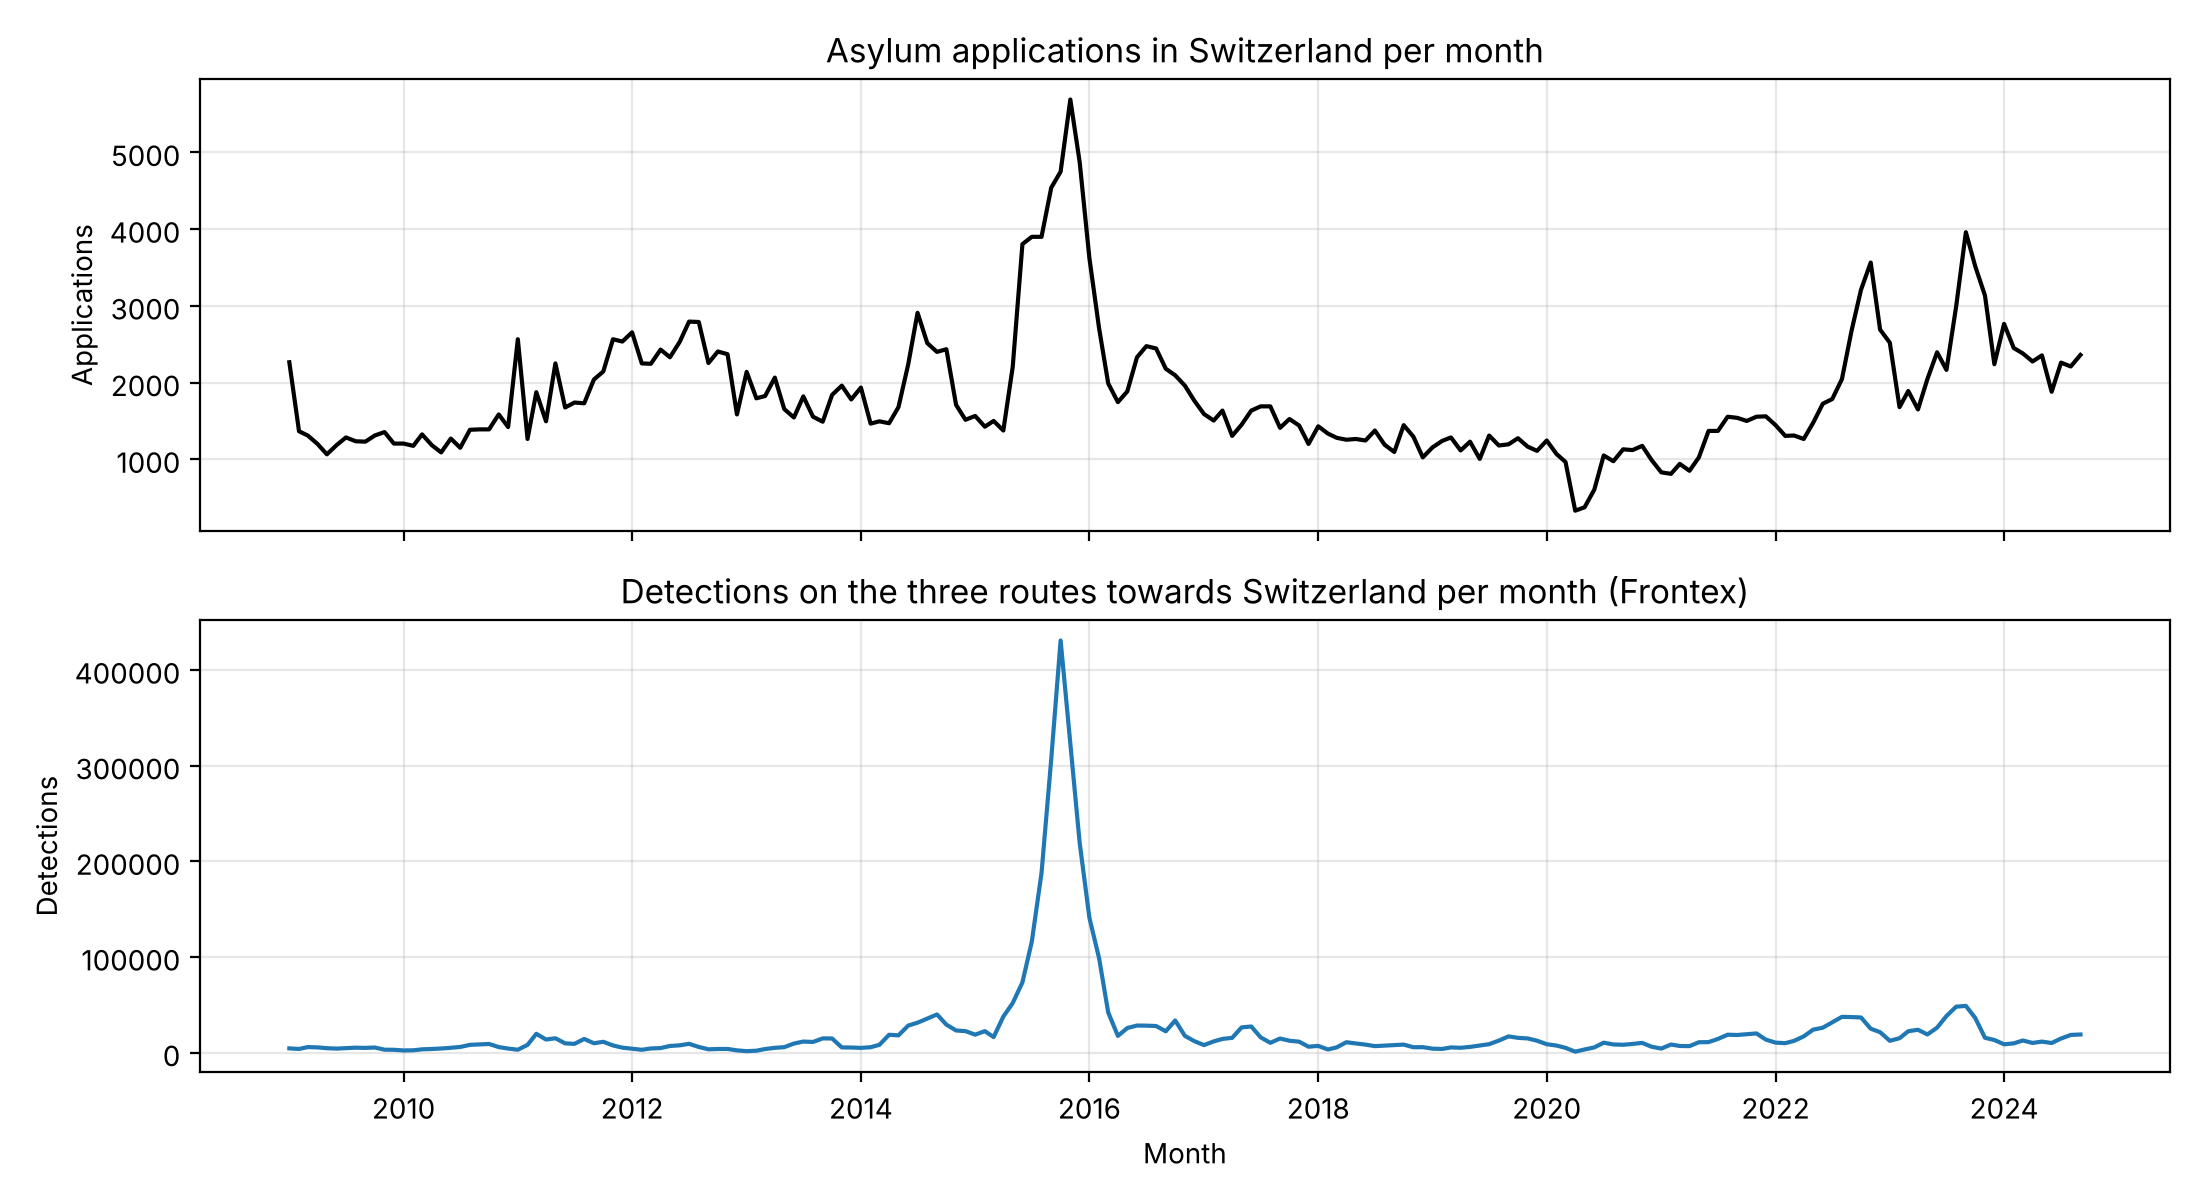 Asylum applications in Switzerland per month
Applications
5000
4000
3000
2000
1000
Detections on the three routes towards Switzerland per month (Frontex)
Detections
400000
300000
200000
100000
0
2010 2012 2014 2016 2018 2020 2022 2024
Month